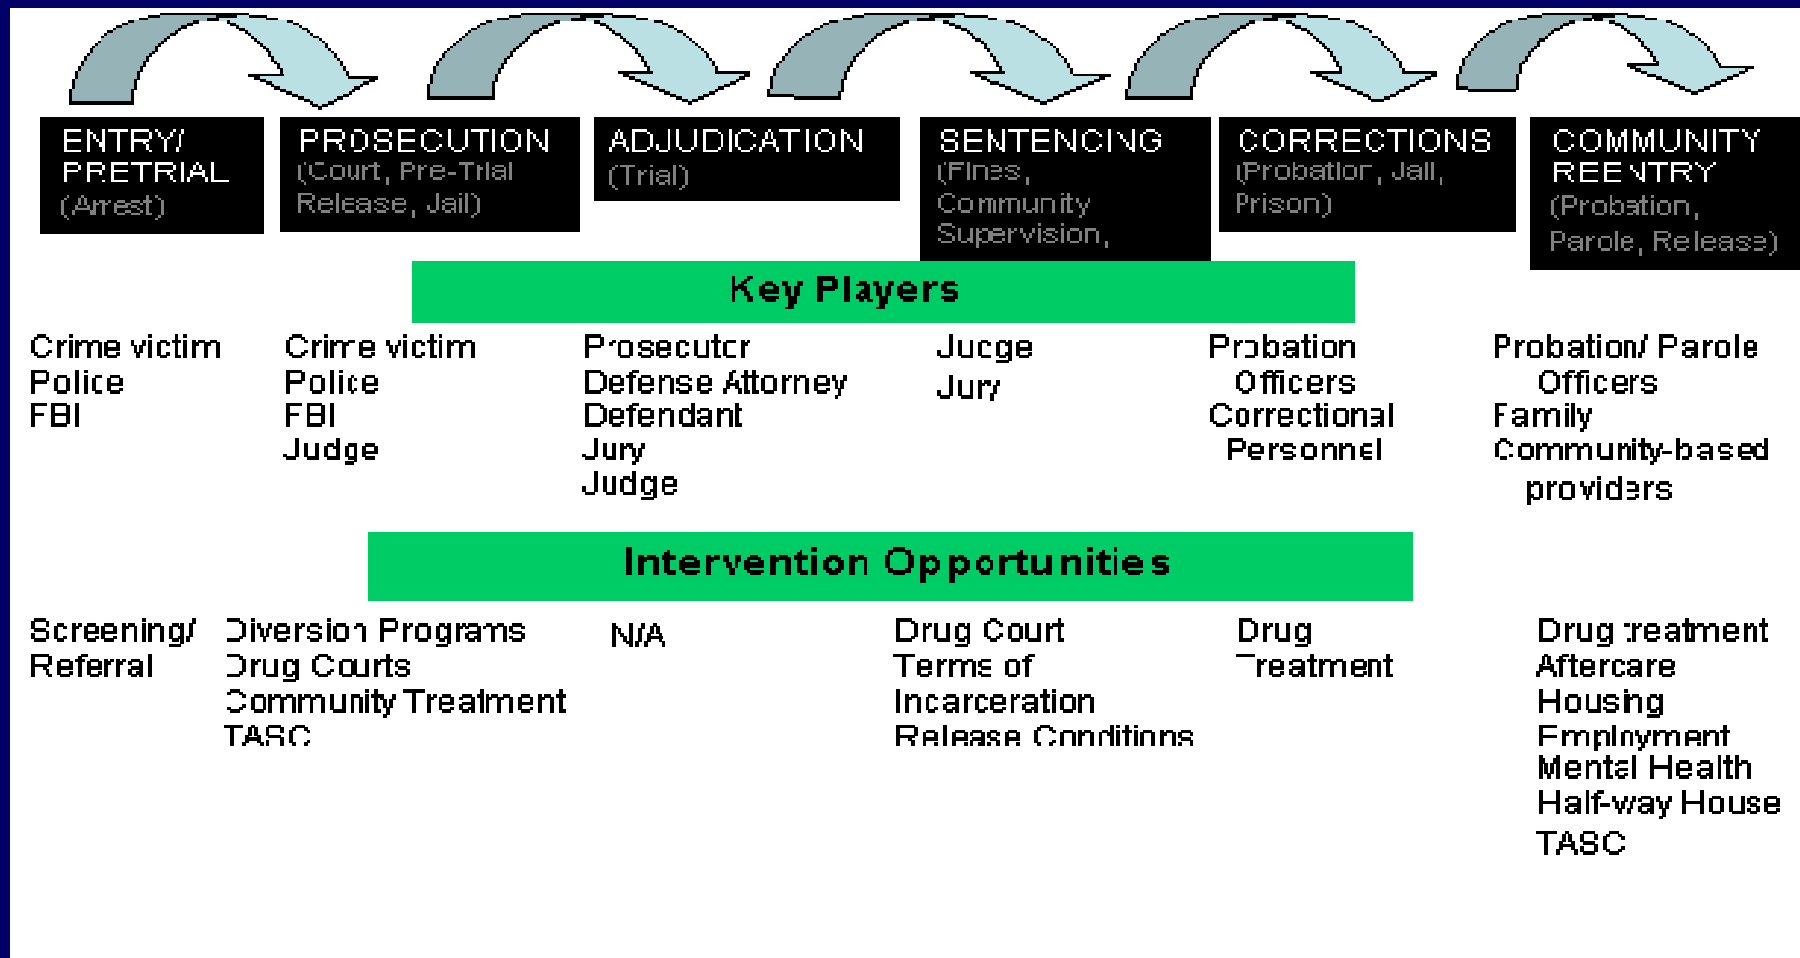 ENTRY/
PRETRIAL
(Arrest)
PROSECUTION
(Court, Pre-Trial
Release, Jail)
ADJUDICATION
(Trial)
SENTENCING
(Fines,
Community
Supervision,
CORRECTIONS
(Probation, Jail,
Prison)
COMMUNITY
REENTRY
(Probation,
Parole, Release)
Key Players
Crime victim
Police
FBI
Crime victim
Police
FBI
Judge
Prosecutor
Defense Attorney
Defendant
Jury
Judge
Judge
Jury
Probation
Officers
Correctional
Personnel
Probation/ Parole
Officers
Family
Community-based
providers
Intervention Opportunities
Screening/
Referral
Diversion Programs
Drug Courts
Community Treatment
TASC
N/A
Drug Court
Terms of
Incarceration
Release Conditions
Drug
Treatment
Drug treatment
Aftercare
Housing
Employment
Mental Health
Half-way House
TASC